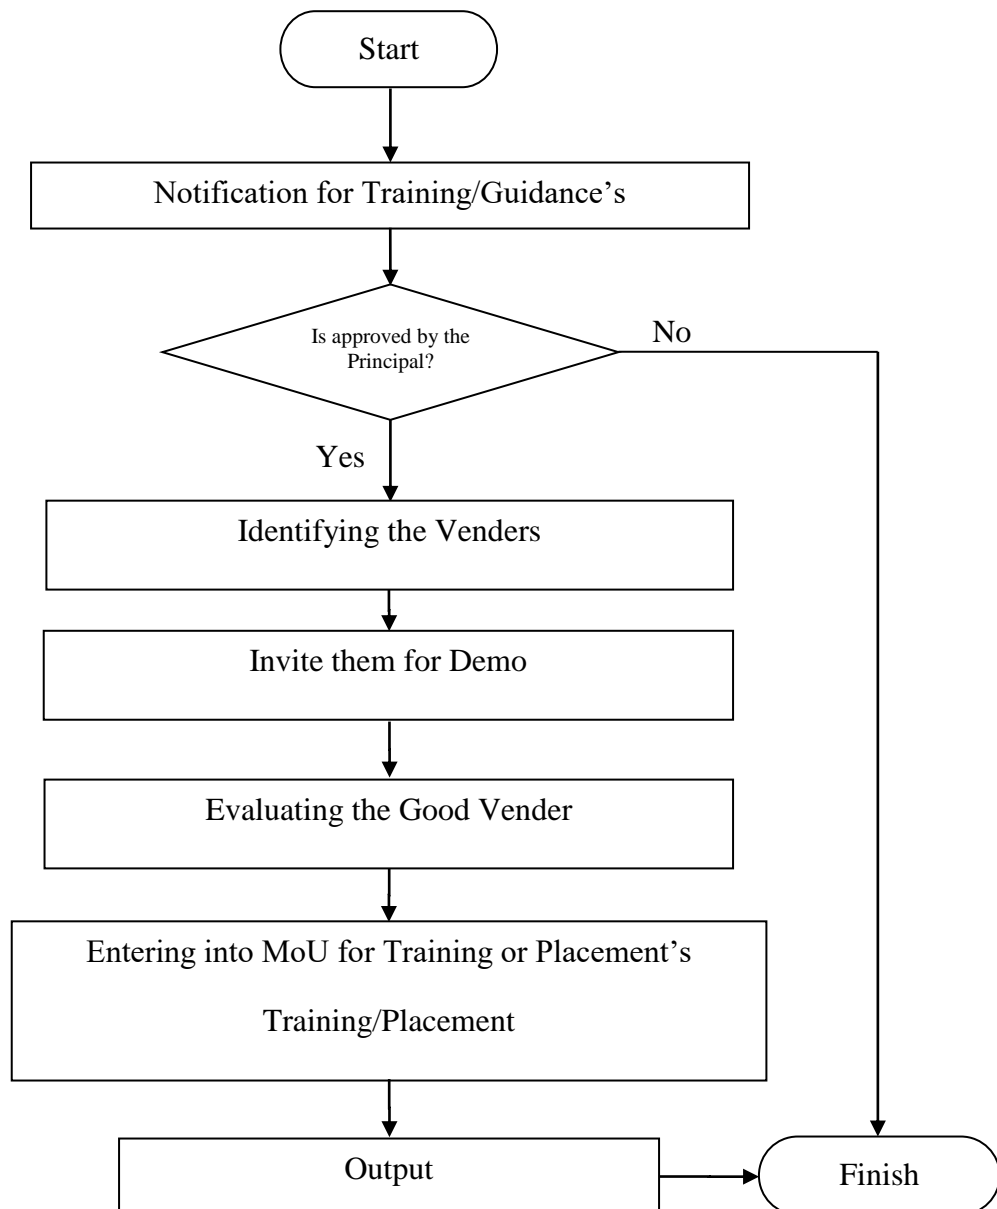 Start
Notification for Training/Guidance’s
Is approved by the
Principal?
No
Yes
Identifying the Venders
Invite them for Demo
Evaluating the Good Vender
Entering into MoU for Training or Placement’s
Training/Placement
Output
Finish